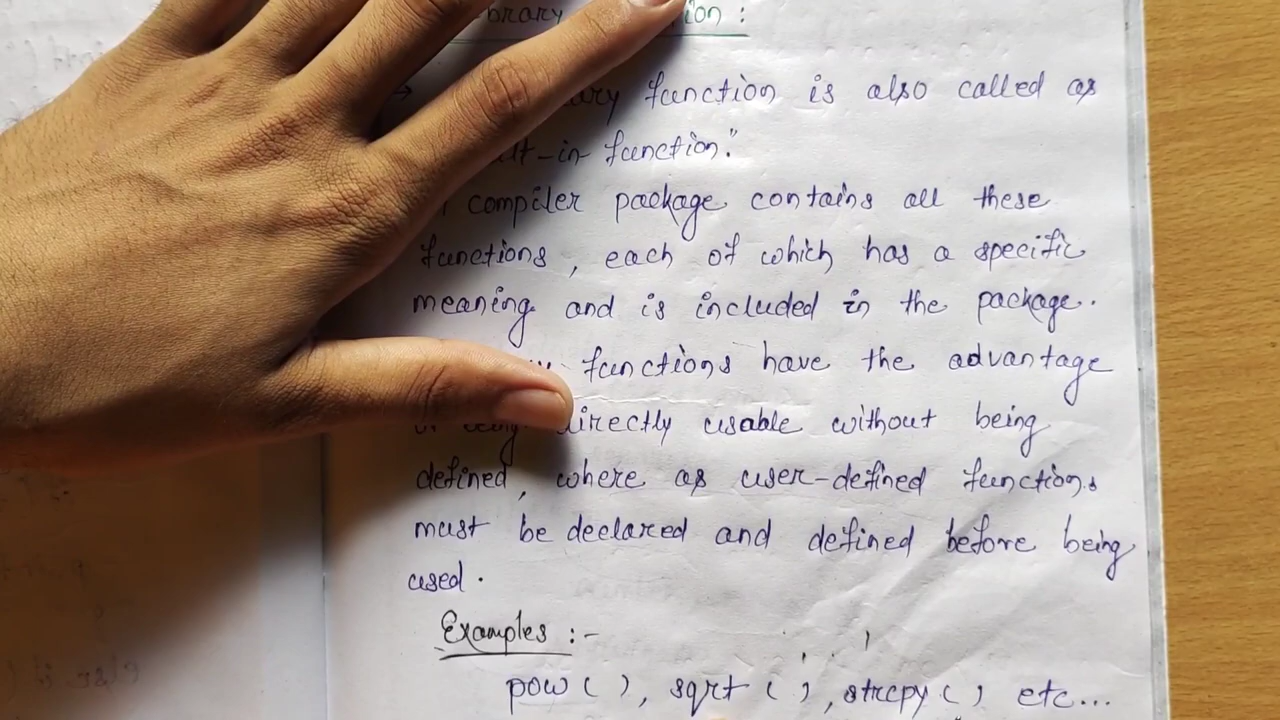 function is also called as
in function."
compiler package contains all these
functions, each of which has a specific
meaning and is included in the package.
functions have the advantage
directly usable without being
defined, where as user-defined functions
must be declared and defined before being
used.
Examples :-
pow ( ), sqrt ( ), strcpy ( ) etc...